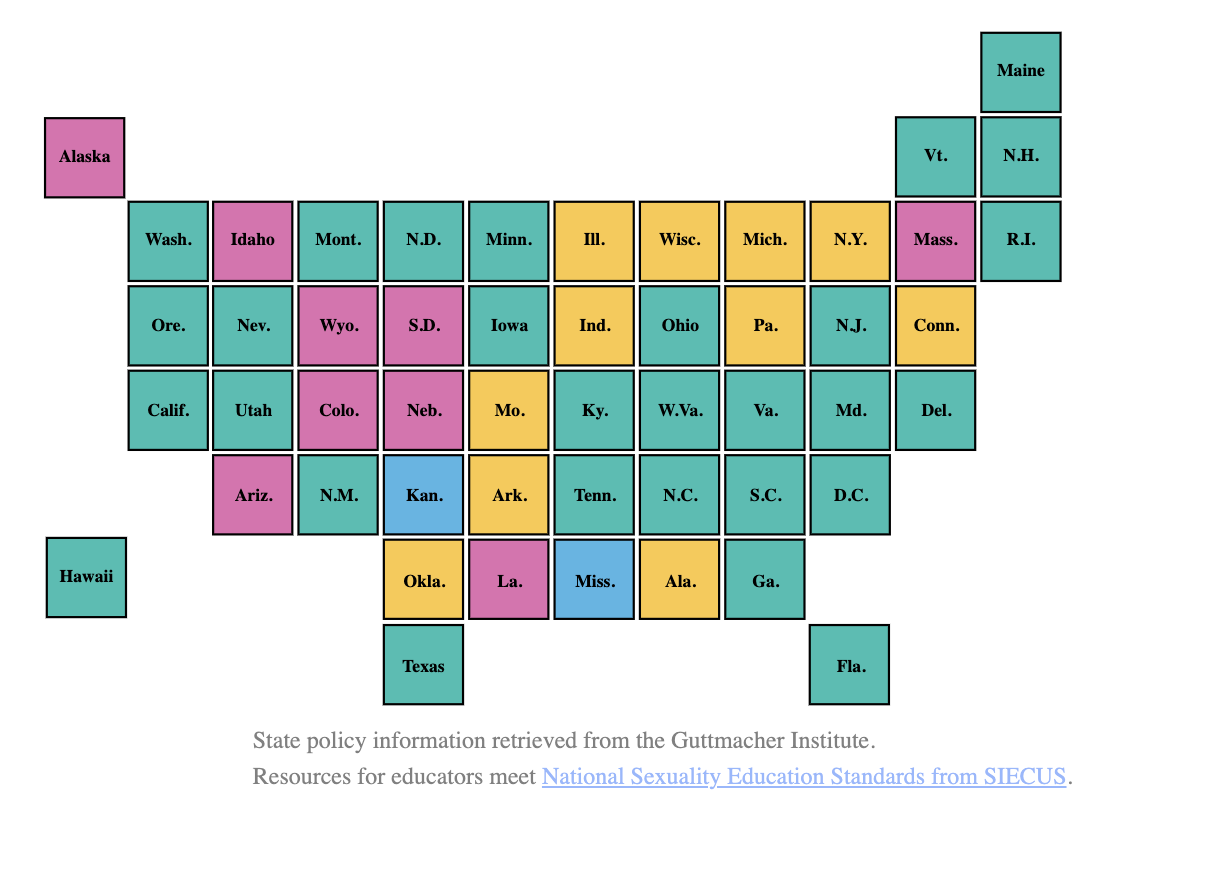 Maine
Alaska
Vt. N.H.
Wash. Idaho Mont. N.D. Minn. Ill. Wisc. Mich. N.Y. Mass. R.I.
Ore. Nev. Wyo. S.D. Iowa Ind. Ohio Pa. N.J. Conn.
Calif. Utah Colo. Neb. Mo. Ky. W.Va. Va. Md. Del.
Ariz. N.M. Kan. Ark. Tenn. N.C. S.C. D.C.
Hawaii
Okla. La. Miss. Ala. Ga.
Texas Fla.
State policy information retrieved from the Guttmacher Institute.
Resources for educators meet National Sexuality Education Standards from SIECUS.